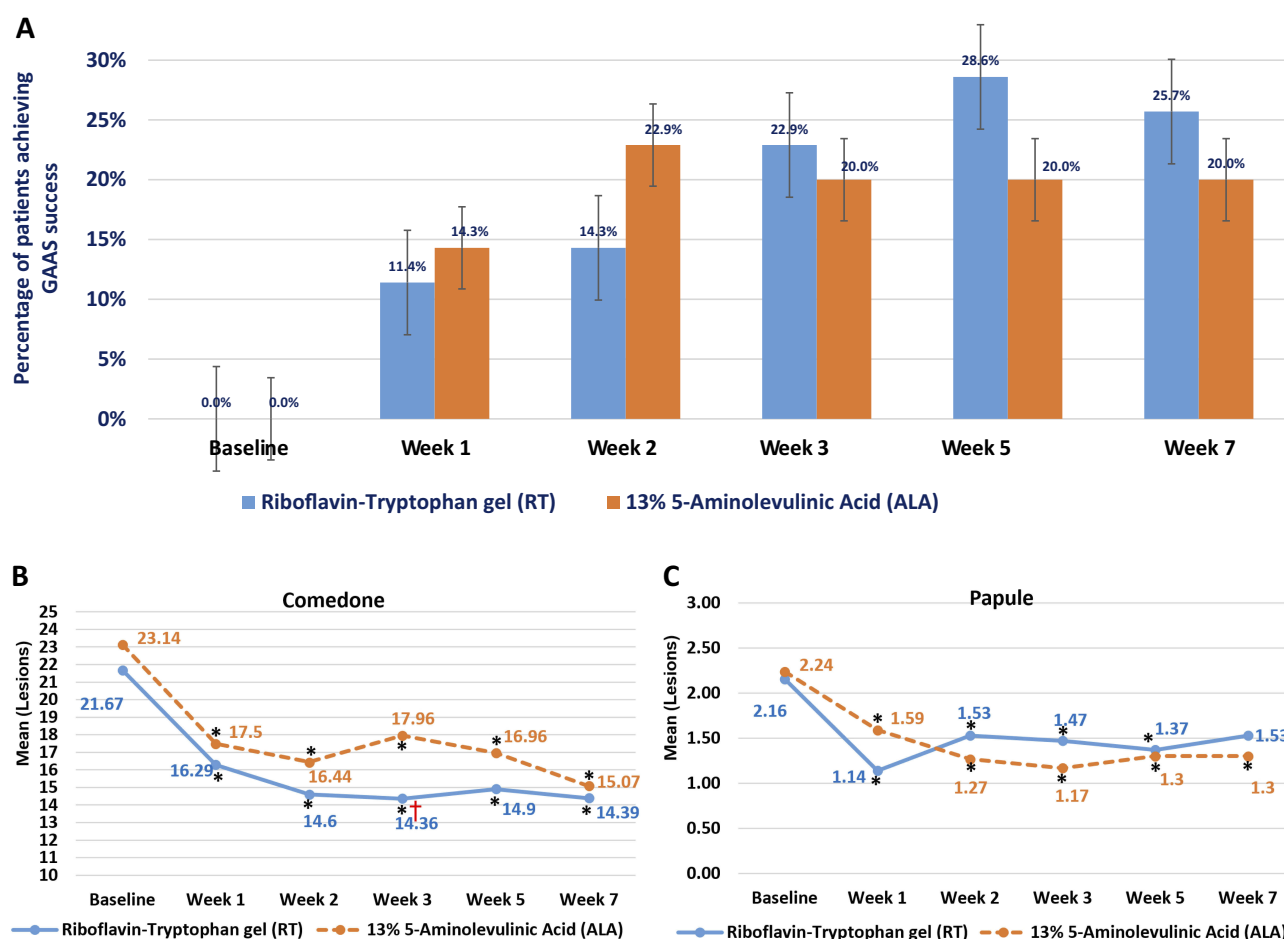 A
Percentage of patients achieving
GAAS success
30%
25%
20%
15%
10%
5%
0%
0.0%
0.0%
11.4%
14.3%
14.3%
22.9%
22.9%
20.0%
28.6%
20.0%
25.7%
20.0%
Baseline
Week 1
Week 2
Week 3
Week 5
Week 7
Riboflavin-Tryptophan gel (RT)
13% 5-Aminolevulinic Acid (ALA)
B
Comedone
Mean (Lesions)
25
24
23
22
21
20
19
18
17
16
15
14
13
12
11
10
23.14
21.67
* 17.5
16.29 *
*
16.44
*
14.6
17.96
*
*†
14.36
* 16.96
*
14.9
*
15.07
* 14.39
Baseline
Week 1
Week 2
Week 3
Week 5
Week 7
Riboflavin-Tryptophan gel (RT)
13% 5-Aminolevulinic Acid (ALA)
C
Papule
Mean (Lesions)
3.00
2.50
2.00
1.50
1.00
0.50
0.00
2.24
2.16
* 1.59
1.14
*
1.53
*
*
1.27
1.47
*
*
1.17
1.37
*
*
1.3
1.53
*
1.3
Baseline
Week 1
Week 2
Week 3
Week 5
Week 7
Riboflavin-Tryptophan gel (RT)
13% 5-Aminolevulinic Acid (ALA)